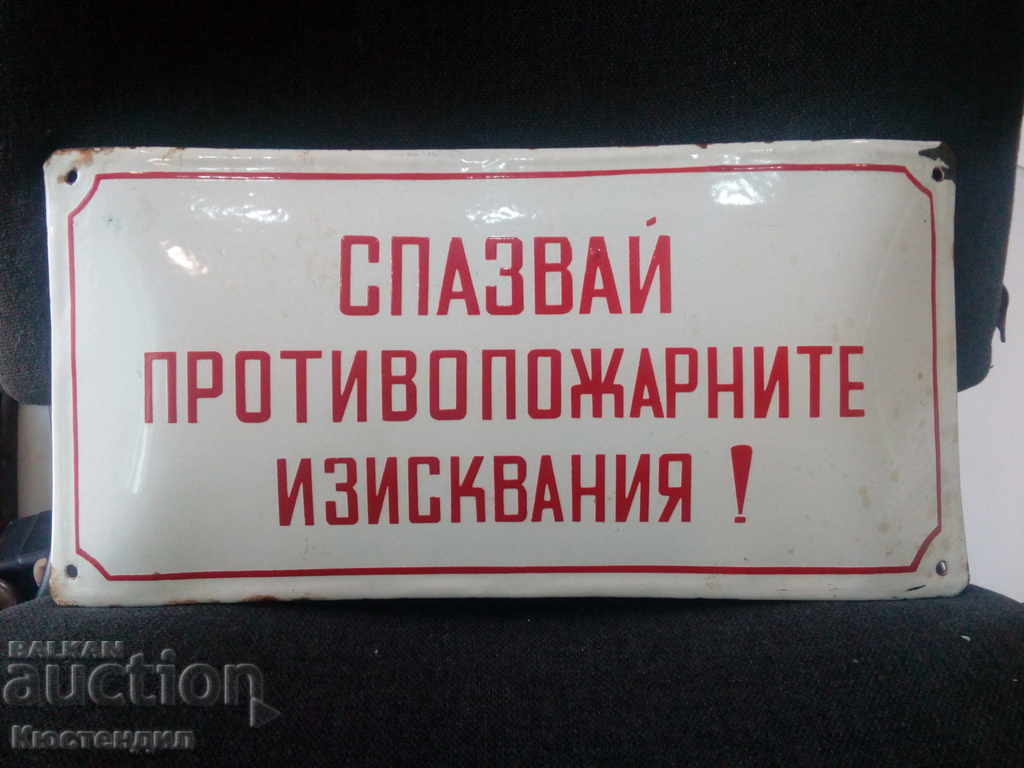 СПАЗВАЙ
ПРОТИВОПОЖАРНИТЕ
ИЗИСКВАНИЯ !
BALKAN
auction
Кюстендил